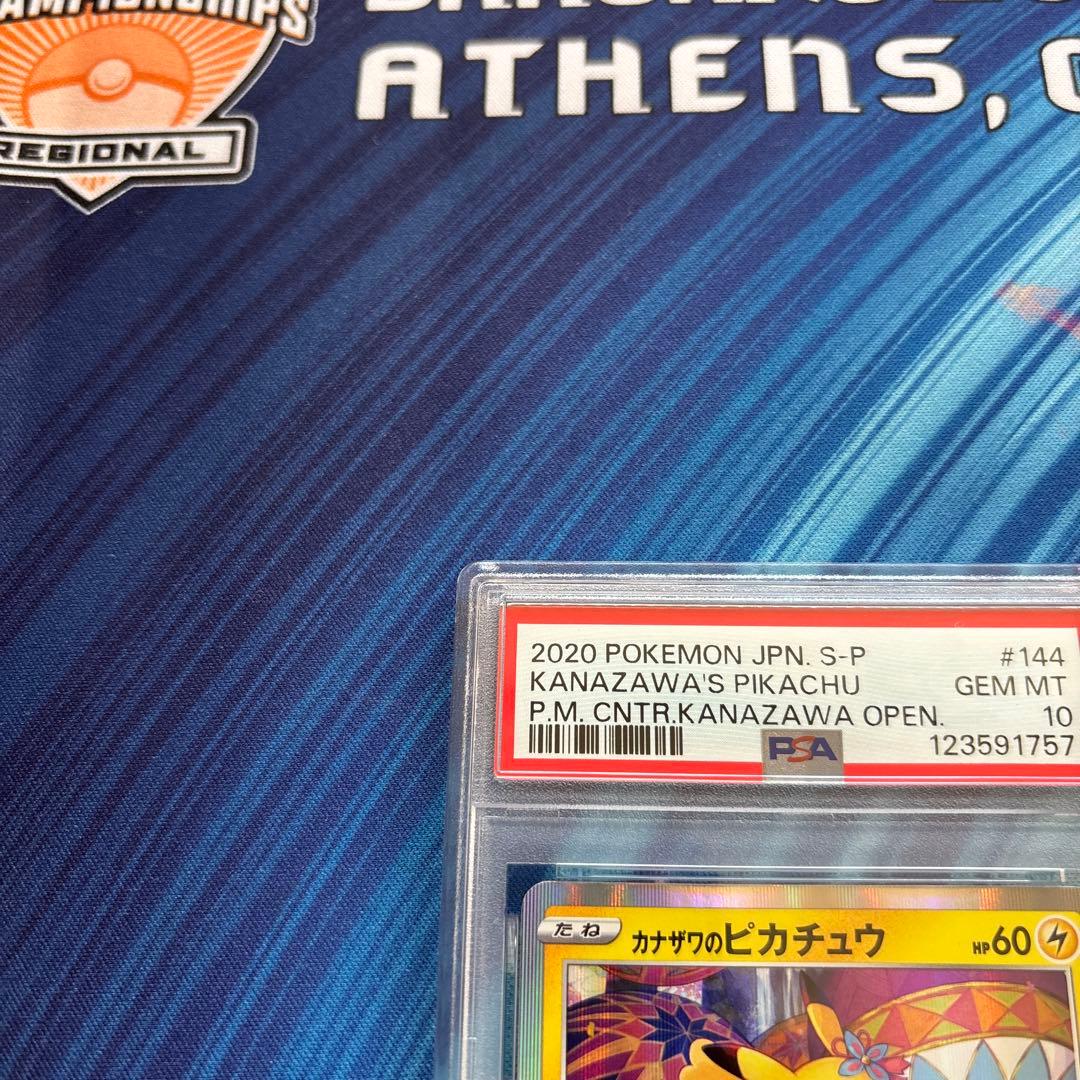 REGIONAL
ATHENS,
2020 POKEMON JPN. S-P #144
KANAZAWA'S PIKACHU GEM MT
P.M. CNTR.KANAZAWA OPEN. 10
PSA 123591757
たね カナザワのピカチュウ HP60